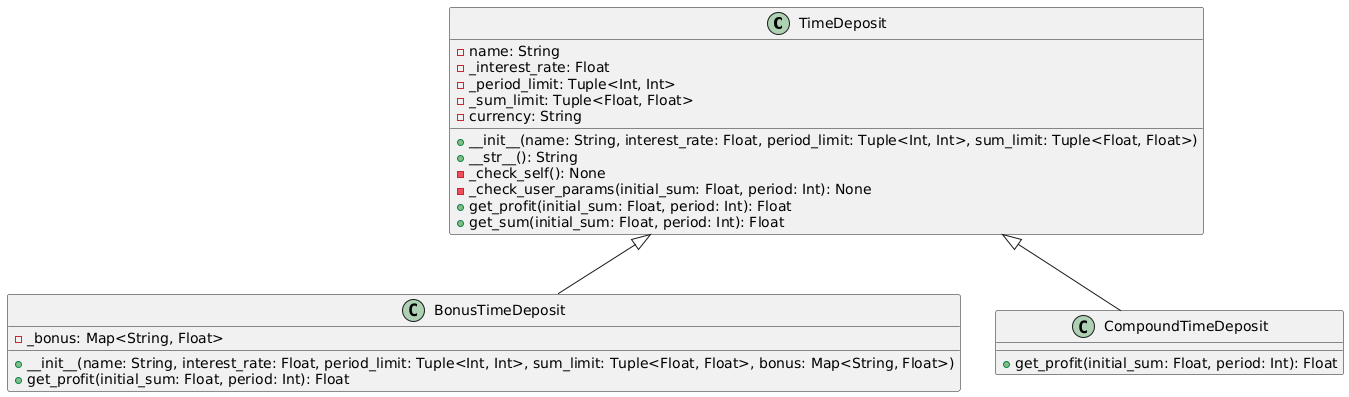 C TimeDeposit
name: String
_interest_rate: Float
_period_limit: Tuple<Int, Int>
_sum_limit: Tuple<Float, Float>
currency: String
__init__(name: String, interest_rate: Float, period_limit: Tuple<Int, Int>, sum_limit: Tuple<Float, Float>)
__str__(): String
_check_self(): None
_check_user_params(initial_sum: Float, period: Int): None
get_profit(initial_sum: Float, period: Int): Float
get_sum(initial_sum: Float, period: Int): Float
C BonusTimeDeposit
_bonus: Map<String, Float>
__init__(name: String, interest_rate: Float, period_limit: Tuple<Int, Int>, sum_limit: Tuple<Float, Float>, bonus: Map<String, Float>)
get_profit(initial_sum: Float, period: Int): Float
C CompoundTimeDeposit
get_profit(initial_sum: Float, period: Int): Float